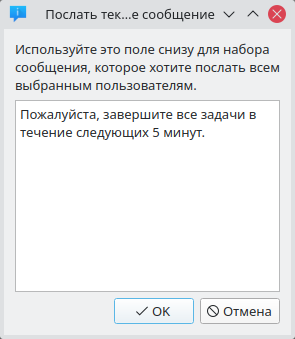 Послать тек...е сообщение
Используйте это поле снизу для набора
сообщения, которое хотите послать всем
выбранным пользователям.
Пожалуйста, завершите все задачи в
течение следующих 5 минут.
OK
Отмена